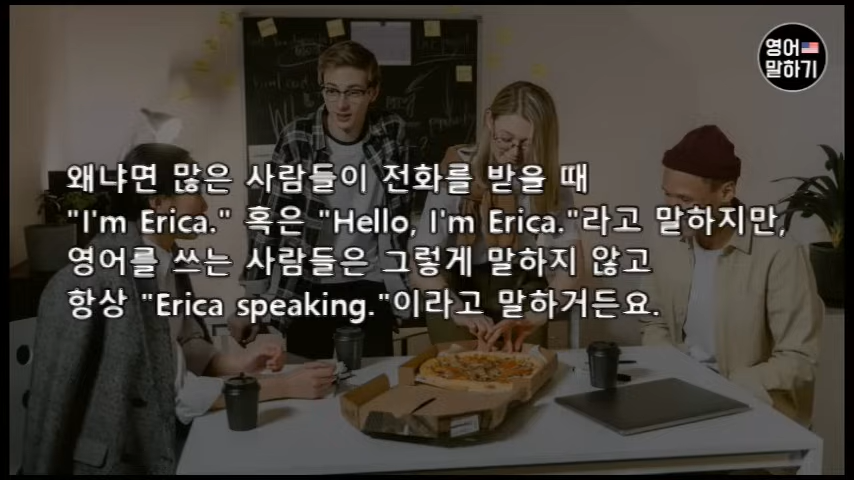 영어
말하기
왜냐면 많은 사람들이 전화를 받을 때
"I'm Erica." 혹은 "Hello, I'm Erica."라고 말하지만,
영어를 쓰는 사람들은 그렇게 말하지 않고
항상 "Erica speaking."이라고 말하거든요.